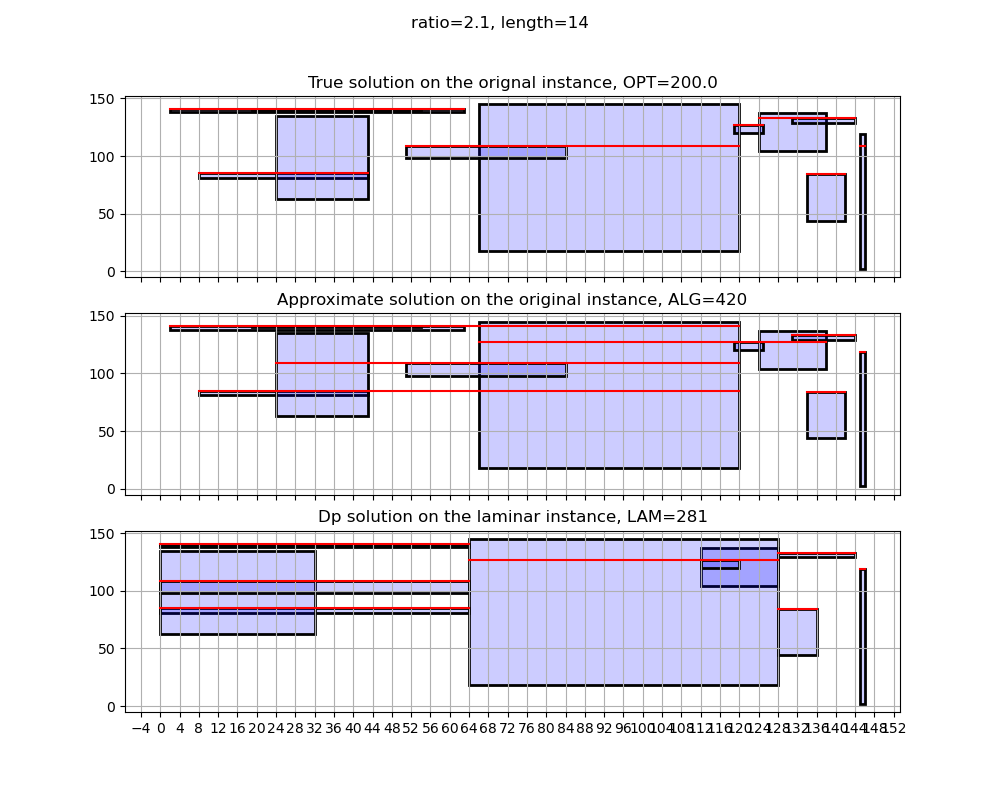 ratio=2.1, length=14
True solution on the orignal instance, OPT=200.0
150
100
50
0
Approximate solution on the original instance, ALG=420
150
100
50
0
Dp solution on the laminar instance, LAM=281
150
100
50
0
−4 0 4 8 12 16 20 24 28 32 36 40 44 48 52 56 60 64 68 72 76 80 84 88 92 96 100 104 108 112 116 120 124 128 132 136 140 144 148 152